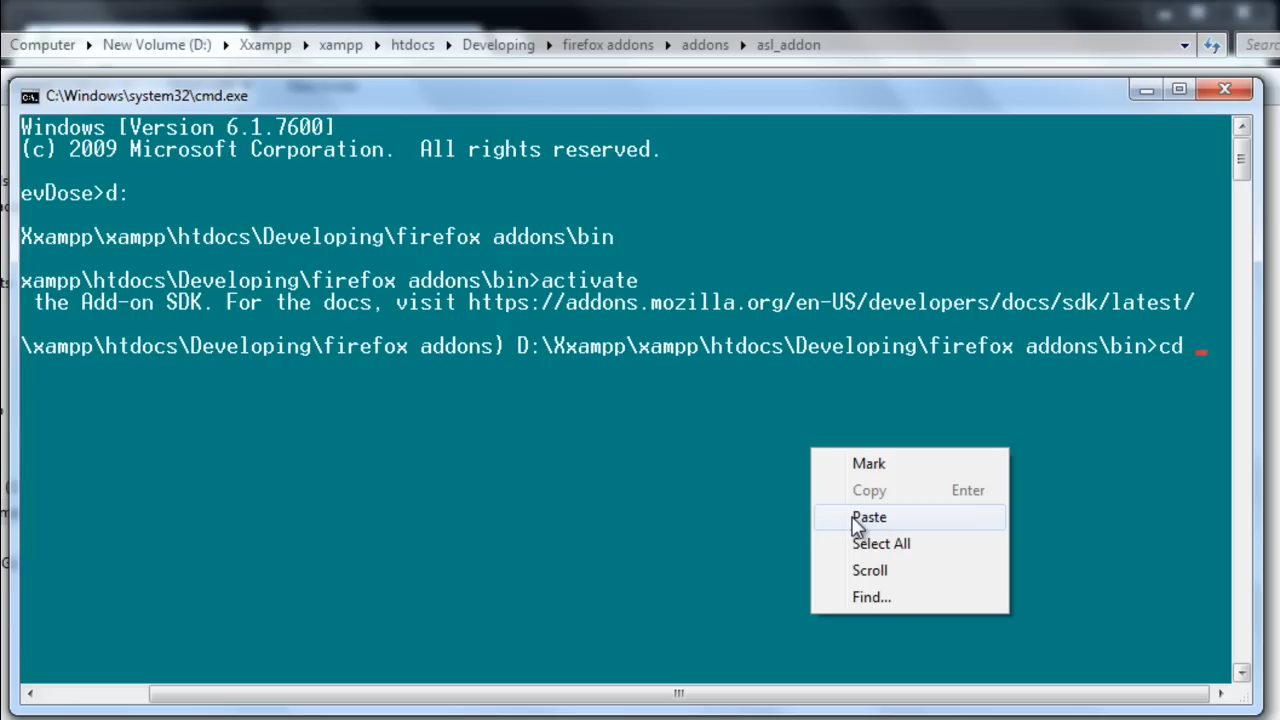 Computer New Volume (D:) Xxampp xampp htdocs Developing firefox addons addons asl_addon Searc
C:\Windows\system32\cmd.exe
Windows [Version 6.1.7600]
(c) 2009 Microsoft Corporation. All rights reserved.
evDose>d:
Xxampp\xampp\htdocs\Developing\firefox addons\bin
xampp\htdocs\Developing\firefox addons\bin>activate
the Add-on SDK. For the docs, visit https://addons.mozilla.org/en-US/developers/docs/sdk/latest/
\xampp\htdocs\Developing\firefox addons) D:\Xxampp\xampp\htdocs\Developing\firefox addons\bin>cd
Mark
Copy Enter
Paste
Select All
Scroll
Find...